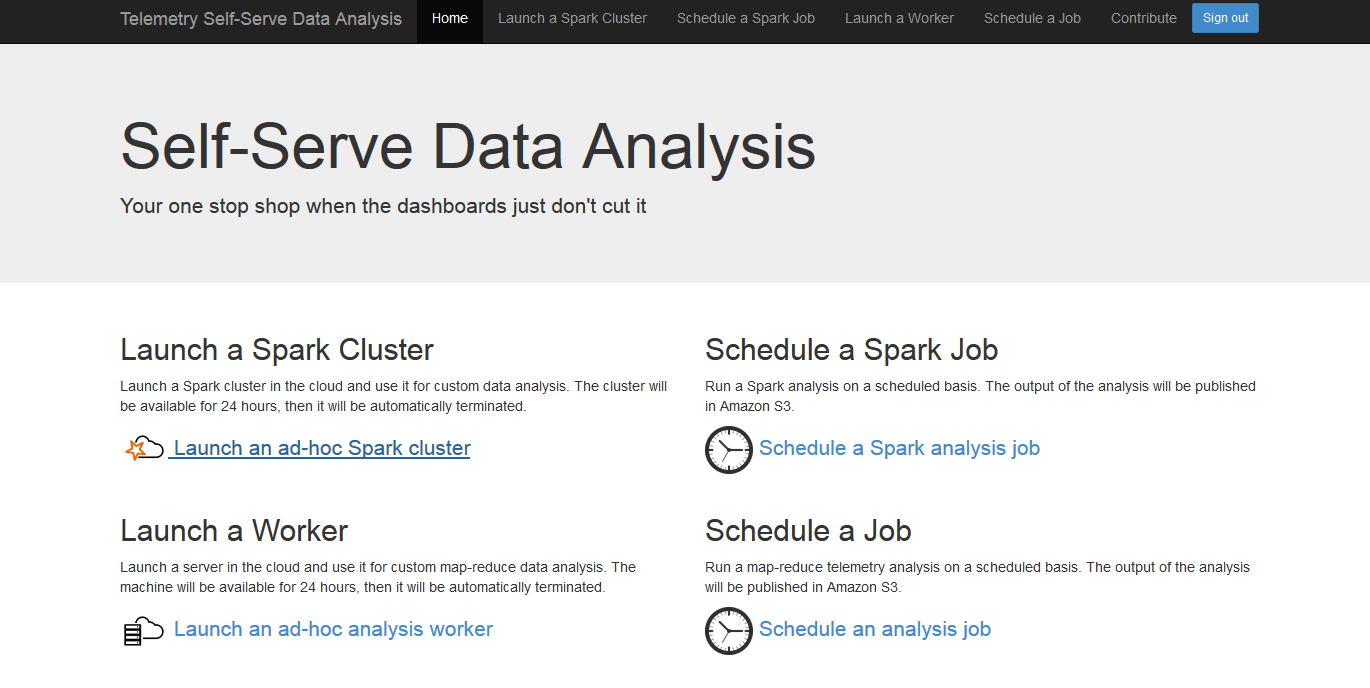 Telemetry Self-Serve Data Analysis Home Launch a Spark Cluster Schedule a Spark Job Launch a Worker Schedule a Job Contribute Sign out
Self-Serve Data Analysis
Your one stop shop when the dashboards just don't cut it
Launch a Spark Cluster
Launch a Spark cluster in the cloud and use it for custom data analysis. The cluster will
be available for 24 hours, then it will be automatically terminated.
Launch an ad-hoc Spark cluster
Schedule a Spark Job
Run a Spark analysis on a scheduled basis. The output of the analysis will be published
in Amazon S3.
Schedule a Spark analysis job
Launch a Worker
Launch a server in the cloud and use it for custom map-reduce data analysis. The
machine will be available for 24 hours, then it will be automatically terminated.
Launch an ad-hoc analysis worker
Schedule a Job
Run a map-reduce telemetry analysis on a scheduled basis. The output of the analysis
will be published in Amazon S3.
Schedule an analysis job